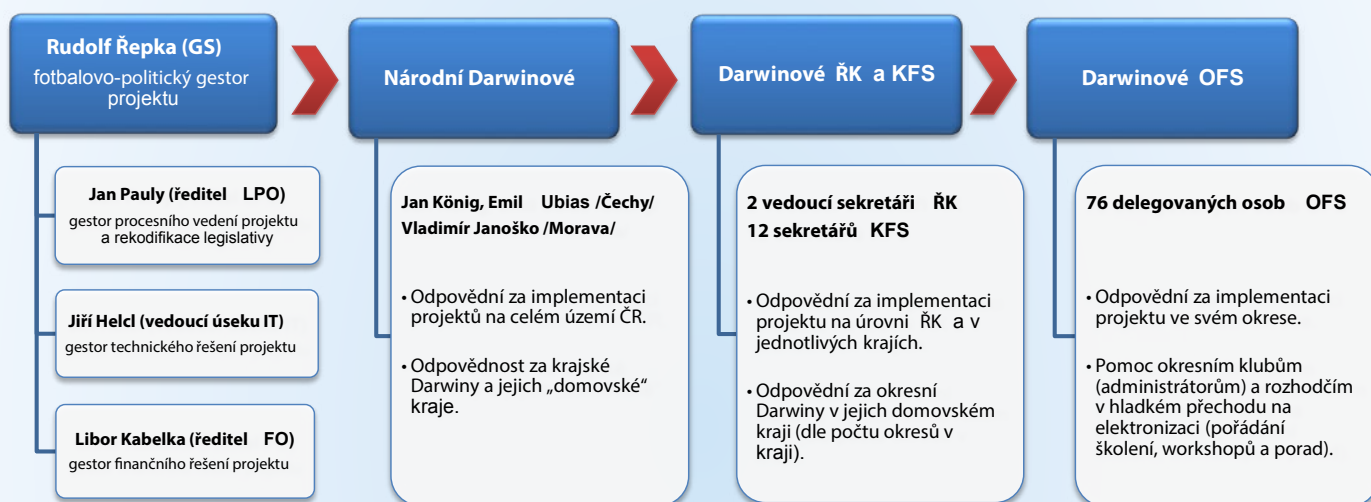 Rudolf Řepka (GS)
fotbalovo-politický gestor
projektu
Jan Pauly (ředitel LPO)
gestor procesního vedení projektu
a rekodifikace legislativy
Jiří Helcl (vedoucí úseku IT)
gestor technického řešení projektu
Libor Kabelka (ředitel FO)
gestor finančního řešení projektu
Národní Darwinové
Jan König, Emil Ubias /Čechy/
Vladimír Janoško /Morava/
• Odpovědní za implementaci
projektů na celém území ČR.
• Odpovědnost za krajské
Darwiny a jejich „domovské“
kraje.
Darwinové ŘK a KFS
2 vedoucí sekretáři ŘK
12 sekretářů KFS
• Odpovědní za implementaci
projektu na úrovni ŘK a v
jednotlivých krajích.
• Odpovědní za okresní
Darwiny v jejich domovském
kraji (dle počtu okresů v
kraji).
Darwinové OFS
76 delegovaných osob OFS
• Odpovědní za implementaci
projektu ve svém okrese.
• Pomoc okresním klubům
(administrátorům) a rozhodčím
v hladkém přechodu na
elektronizaci (pořádání
školení, workshopů a porad).